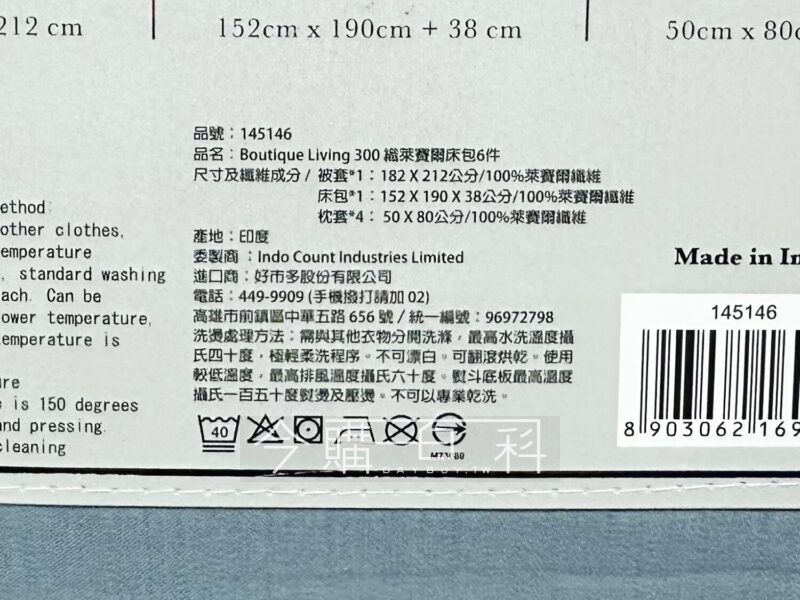 212 cm
152cm x 190cm + 38 cm
50cm x 80c
品號：145146
品名：Boutique Living 300 織萊賽爾床包6件
尺寸及纖維成分 / 被套*1：182 X 212公分/100%萊賽爾纖維
床包*1：152 X 190 X 38公分/100%萊賽爾纖維
枕套*4： 50 X 80公分/100%萊賽爾纖維
產地：印度
委製商：Indo Count Industries Limited
進口商：好市多股份有限公司
電話：449-9909 (手機撥打請加 02)
高雄市前鎮區中華五路 656 號 / 統一編號：96972798
洗燙處理方法：需與其他衣物分開洗滌，最高水洗溫度攝
氏四十度，極輕柔洗程序。不可漂白。可翻滾烘乾。使用
較低溫度，最高排風溫度攝氏六十度。熨斗底板最高溫度
攝氏一百五十度熨燙及壓燙。不可以專業乾洗。
40
M73089
ethod:
other clothes,
emperature
, standard washing
ach. Can be
ower temperature,
emperature is
ure
e is 150 degrees
and pressing.
cleaning
Made in In
145146
8 903062 169
今購百科
DAYBUY.TW